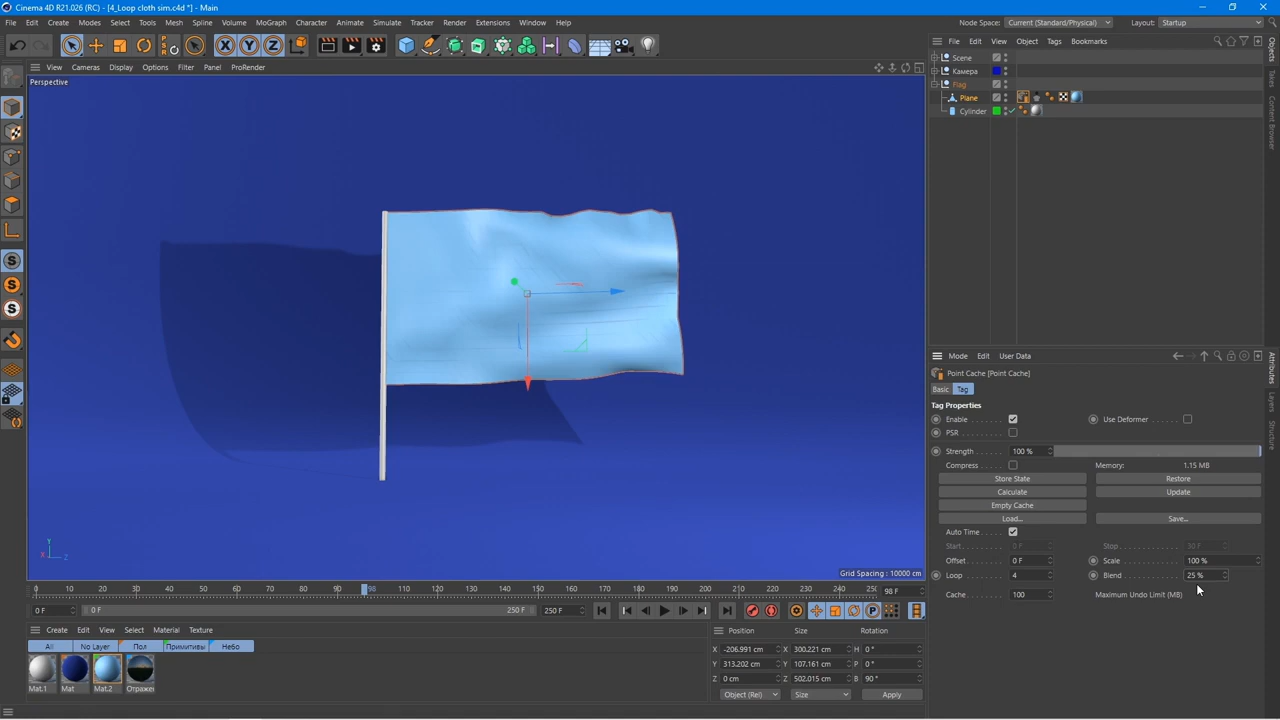 Cinema 4D R21.026 (RC) - [4_Loop cloth sim.c4d *] - Main
File Edit Create Modes Select Tools Mesh Spline Volume MoGraph Character Animate Simulate Tracker Render Extensions Window Help
Node Space: Current (Standard/Physical) Layout: Startup
View Cameras Display Options Filter Panel ProRender
File Edit View Object Tags Bookmarks
Perspective
Scene
Камера
Flag
Plane
Cylinder
Objects
Takes
Content Browser
Mode Edit User Data
Attributes
Layers
Structure
Point Cache [Point Cache]
Basic Tag
Tag Properties
Enable Use Deformer
PSR
Strength 100 %
Compress Memory: 1.15 MB
Store State Restore
Calculate Update
Empty Cache
Load... Save...
Auto Time
Start 0 F Stop 30 F
Offset 0 F Scale 100 %
Loop 4 Blend 25 %
Cache 100 Maximum Undo Limit (MB)
Y
X Z
Grid Spacing : 10000 cm
0 10 20 30 40 50 60 70 80 98 100 110 120 130 140 150 160 170 180 190 200 210 220 230 240 250 98 F
0 F 0 F 250 F 250 F
Create Edit View Select Material Texture
All No Layer Пол Примитивы Небо
Mat.1 Mat Mat.2 Отражен
Position Size Rotation
X -206.991 cm X 300.221 cm H 0 °
Y 313.202 cm Y 107.161 cm P 0 °
Z 0 cm Z 502.015 cm B 90 °
Object (Rel) Size Apply